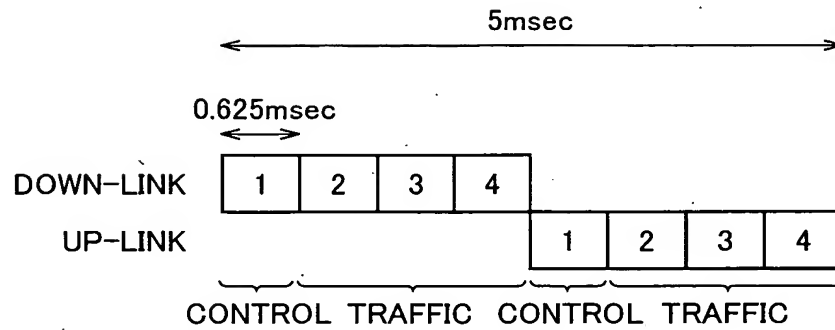 5msec
0.625msec
DOWN-LINK 1 2 3 4
UP-LINK 1 2 3 4
CONTROL TRAFFIC CONTROL TRAFFIC